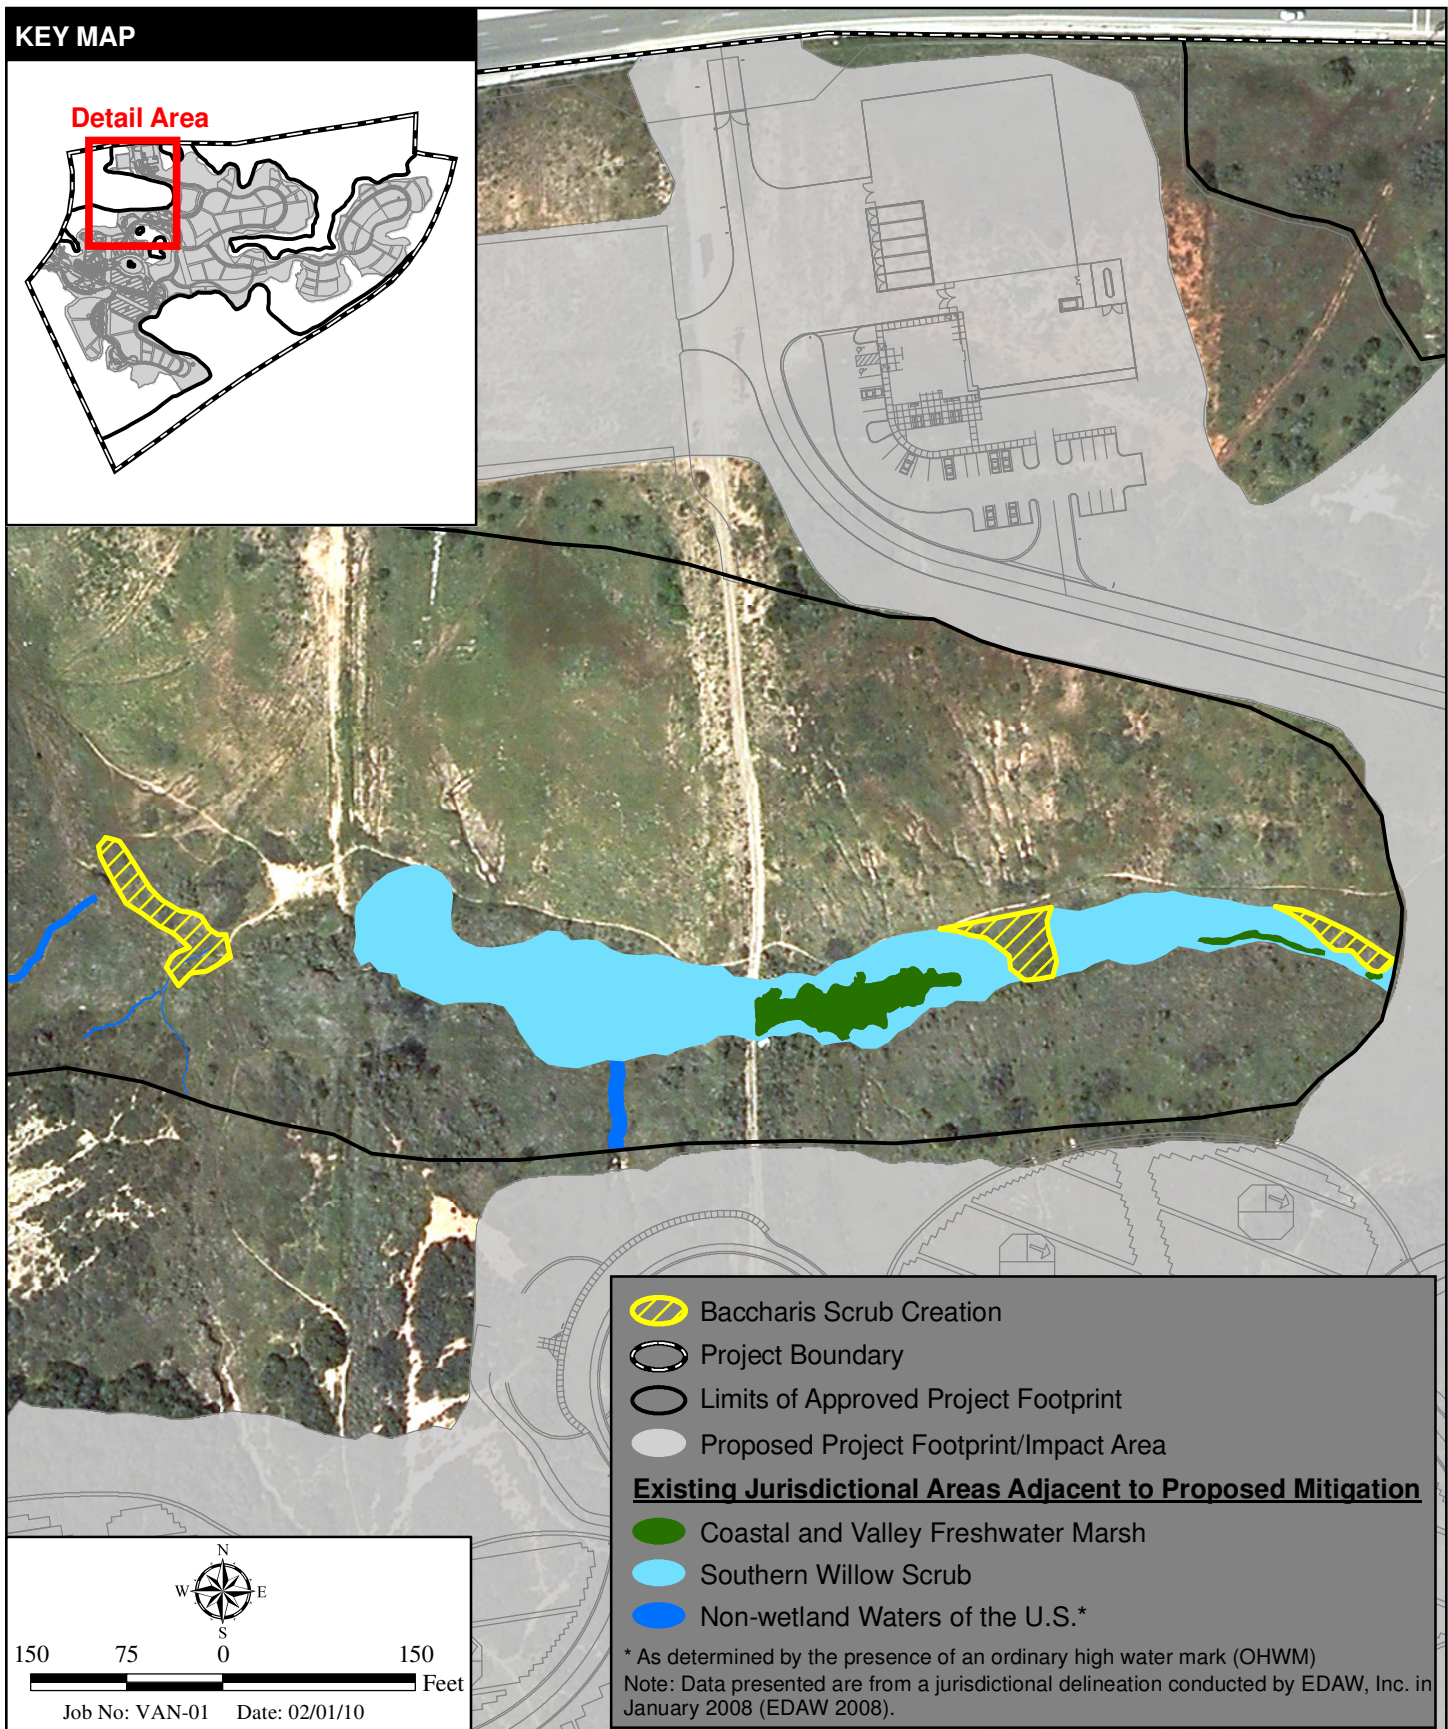 KEY MAP
Detail Area
Baccharis Scrub Creation
Project Boundary
Limits of Approved Project Footprint
Proposed Project Footprint/Impact Area
Existing Jurisdictional Areas Adjacent to Proposed Mitigation
Coastal and Valley Freshwater Marsh
Southern Willow Scrub
Non-wetland Waters of the U.S.*
* As determined by the presence of an ordinary high water mark (OHWM)
Note: Data presented are from a jurisdictional delineation conducted by EDAW, Inc. in
January 2008 (EDAW 2008).
N
W E
S
150 75 0 150
Feet
Job No: VAN-01 Date: 02/01/10